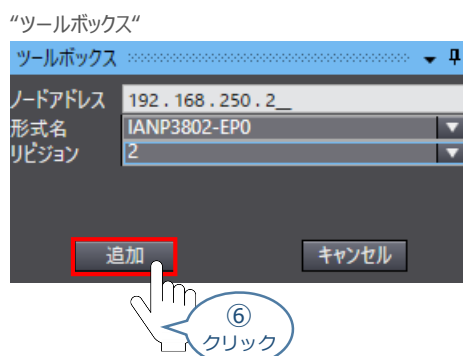 “ツールボックス“
ツールボックス
ノードアドレス 192 . 168 . 250 . 2_
形式名 IANP3802-EP0
リビジョン 2
追加 キャンセル
⑥
クリック